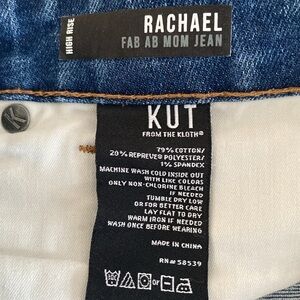 HIGH RISE
RACHAEL
FAB AB MOM JEAN
KUT
FROM THE KLOTH®
79% COTTON/
20% REPREVE® POLYESTER/
1% SPANDEX
MACHINE WASH COLD INSIDE OUT
WITH LIKE COLORS
ONLY NON-CHLORINE BLEACH
IF NEEDED
TUMBLE DRY LOW
OR FOR BETTER CARE
LAY FLAT TO DRY
WARM IRON IF NEEDED
WASH ONCE BEFORE WEARING
MADE IN CHINA
RN# 58539
or